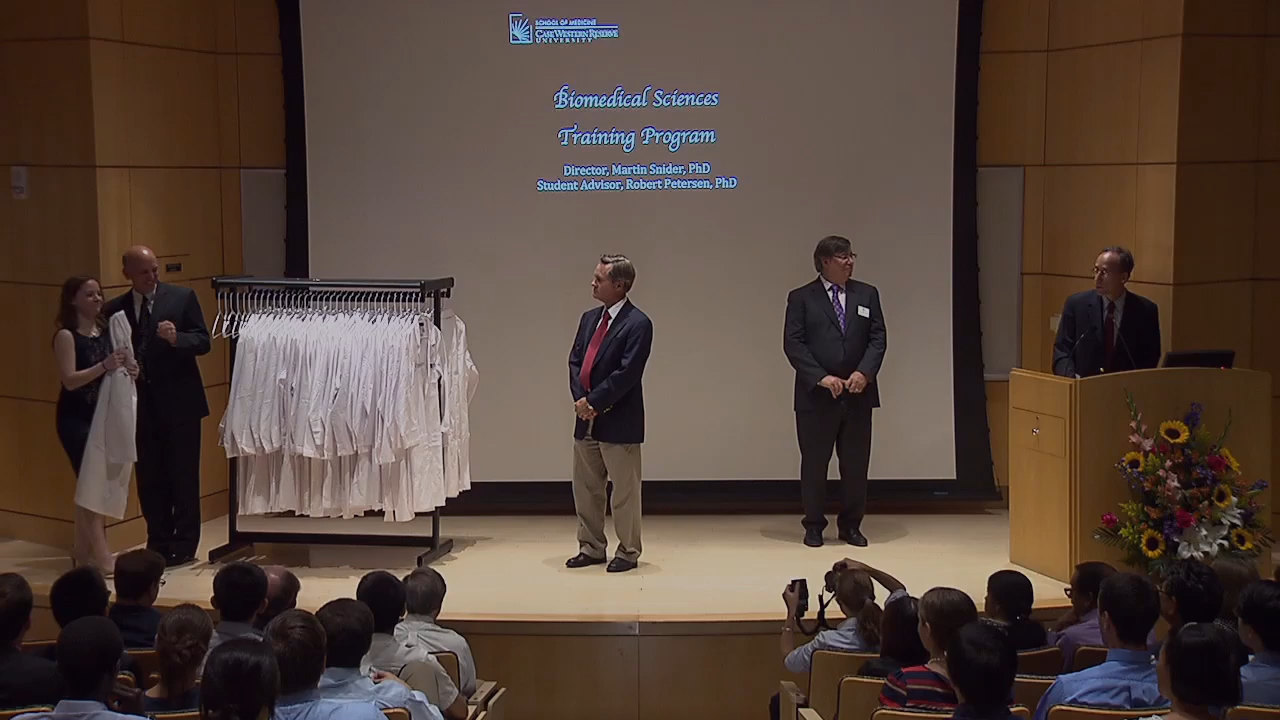 SCHOOL OF MEDICINE
CASE WESTERN RESERVE
UNIVERSITY
Biomedical Sciences
Training Program
Director, Martin Snider, PhD
Student Advisor, Robert Petersen, PhD